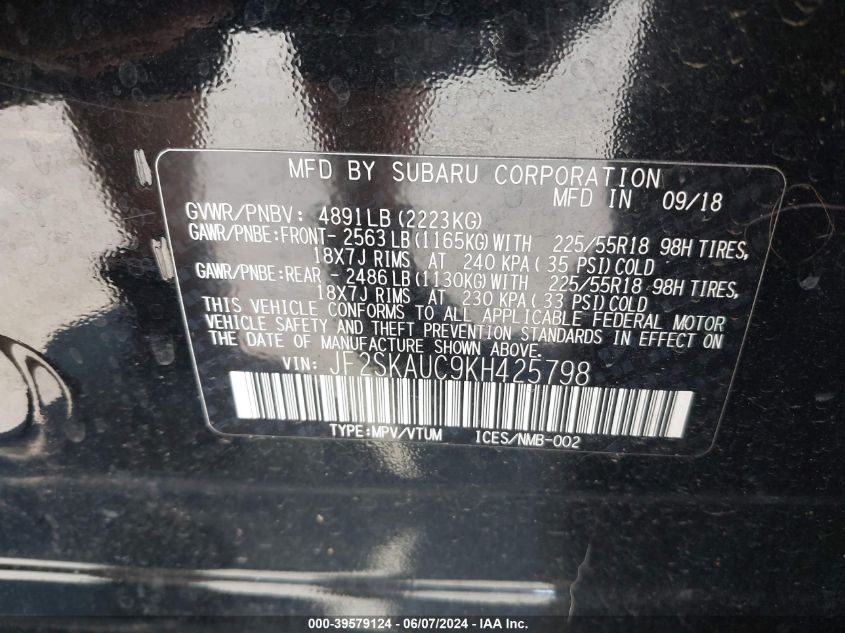 MFD BY SUBARU CORPORATION
MFD IN 09/18
GVWR/PNBV: 4891LB(2223KG)
GAWR/PNBE:FRONT- 2563LB(1165KG)WITH 225/55R18 98H TIRES,
18X7J RIMS AT 240 KPA( 35 PSI)COLD
GAWR/PNBE:REAR - 2486LB(1130KG)WITH 225/55R18 98H TIRES,
18X7J RIMS AT 230 KPA( 33 PSI)COLD
THIS VEHICLE CONFORMS TO ALL APPLICABLE FEDERAL MOTOR
VEHICLE SAFETY AND THEFT PREVENTION STANDARDS IN EFFECT ON
THE DATE OF MANUFACTURE SHOWN ABOVE.
VIN: JF2SKAUC9KH425798
TYPE:MPV/VTUM ICES/NMB-002
000-39579124 - 06/07/2024 - IAA Inc.